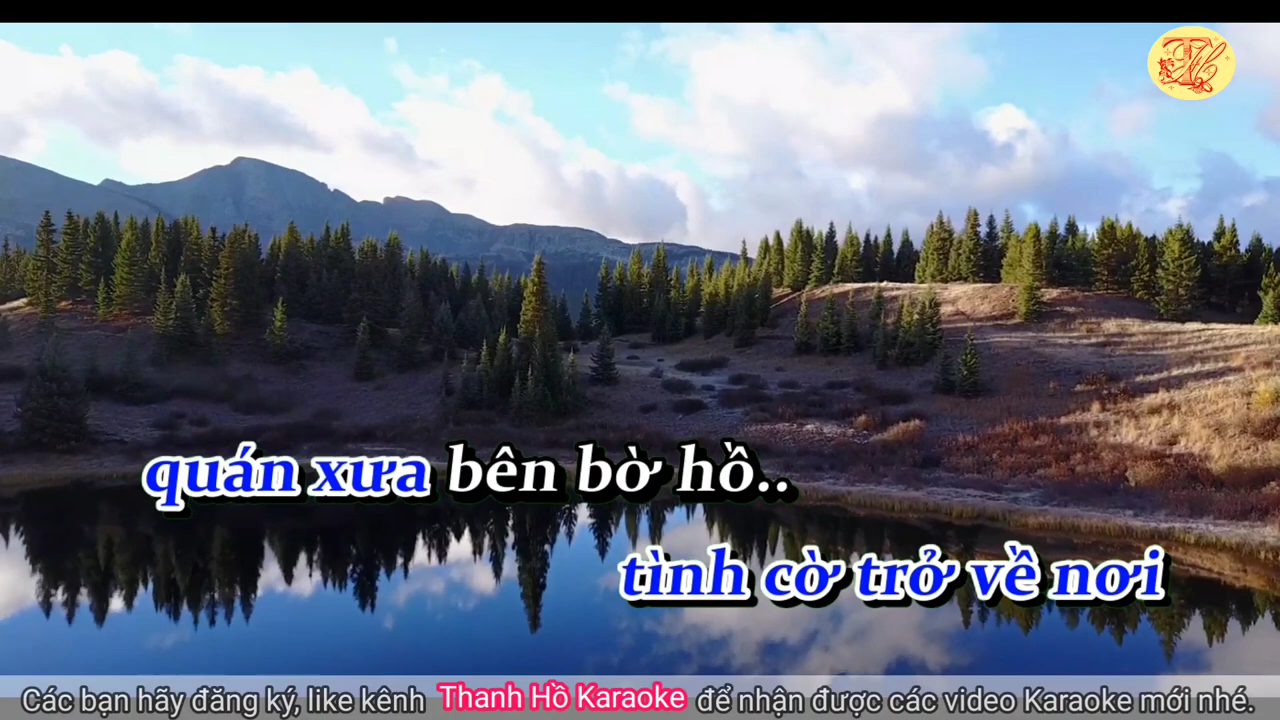 quán xưa bên bờ hồ..
tình cờ trở về nơi
Các bạn hãy đăng ký, like kênh Thanh Hồ Karaoke để nhận được các video Karaoke mới nhé.